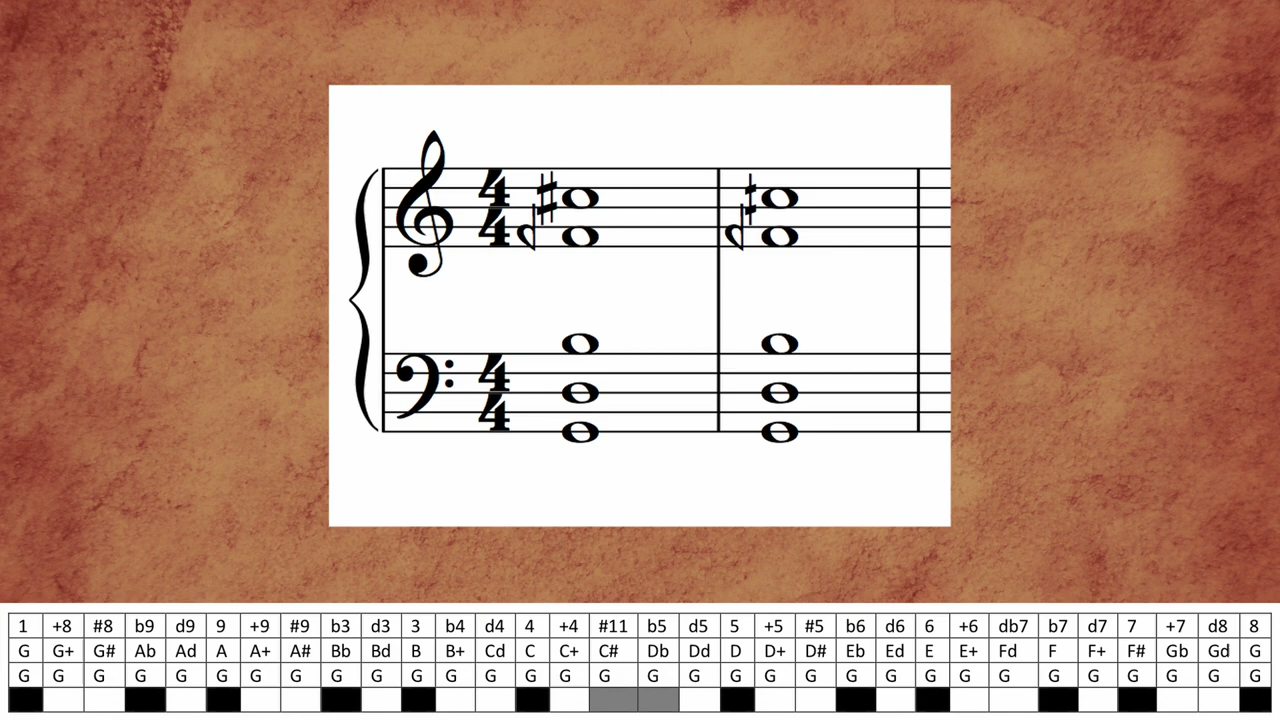 4 4
4 4
1 +8 #8 b9 d9 9 +9 #9 b3 d3 3 b4 d4 4 +4 #11 b5 d5 5 +5 #5 b6 d6 6 +6 db7 b7 d7 7 +7 d8 8
G G+ G# Ab Ad A A+ A# Bb Bd B B+ Cd C C+ C# Db Dd D D+ D# Eb Ed E E+ Fd F F+ F# Gb Gd G
G G G G G G G G G G G G G G G G G G G G G G G G G G G G G G G G